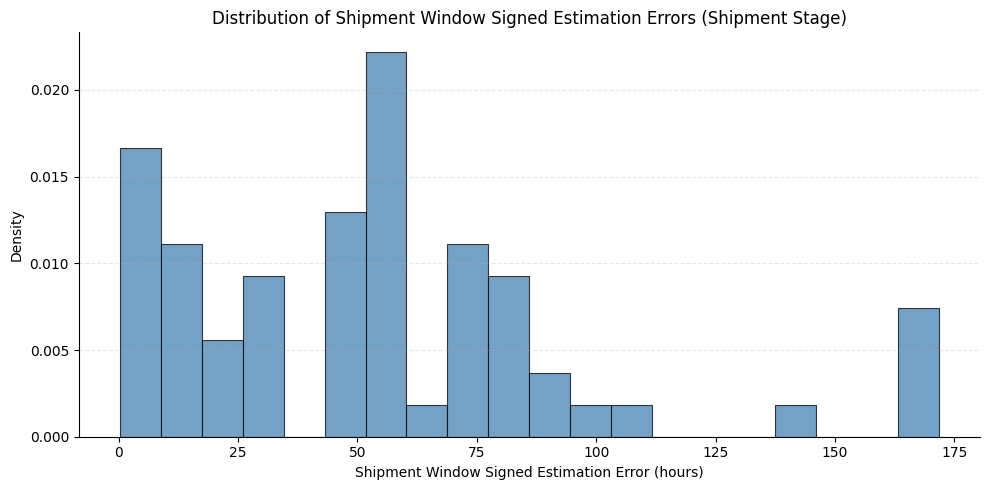 Distribution of Shipment Window Signed Estimation Errors (Shipment Stage)
0.020
0.015
0.010
0.005
0.000
Density
0 25 50 75 100 125 150 175
Shipment Window Signed Estimation Error (hours)